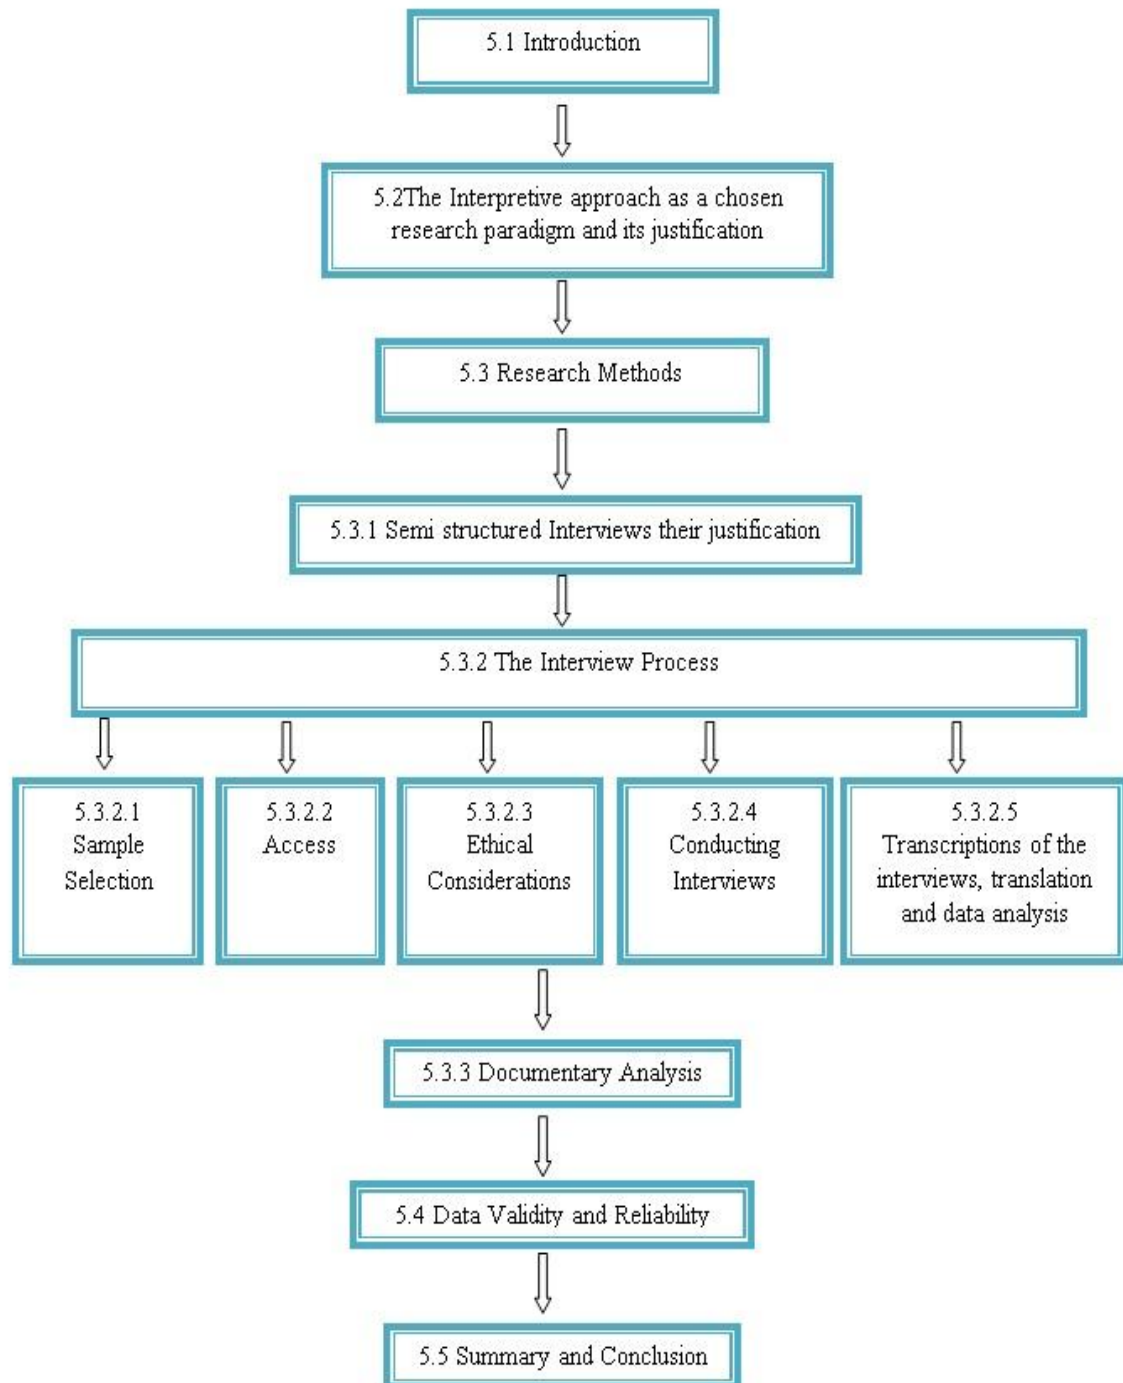 5.1 Introduction
5.2The Interpretive approach as a chosen
research paradigm and its justification
5.3 Research Methods
5.3.1 Semi structured Interviews their justification
5.3.2 The Interview Process
5.3.2.1
Sample
Selection
5.3.2.2
Access
5.3.2.3
Ethical
Considerations
5.3.2.4
Conducting
Interviews
5.3.2.5
Transcriptions of the
interviews, translation
and data analysis
5.3.3 Documentary Analysis
5.4 Data Validity and Reliability
5.5 Summary and Conclusion